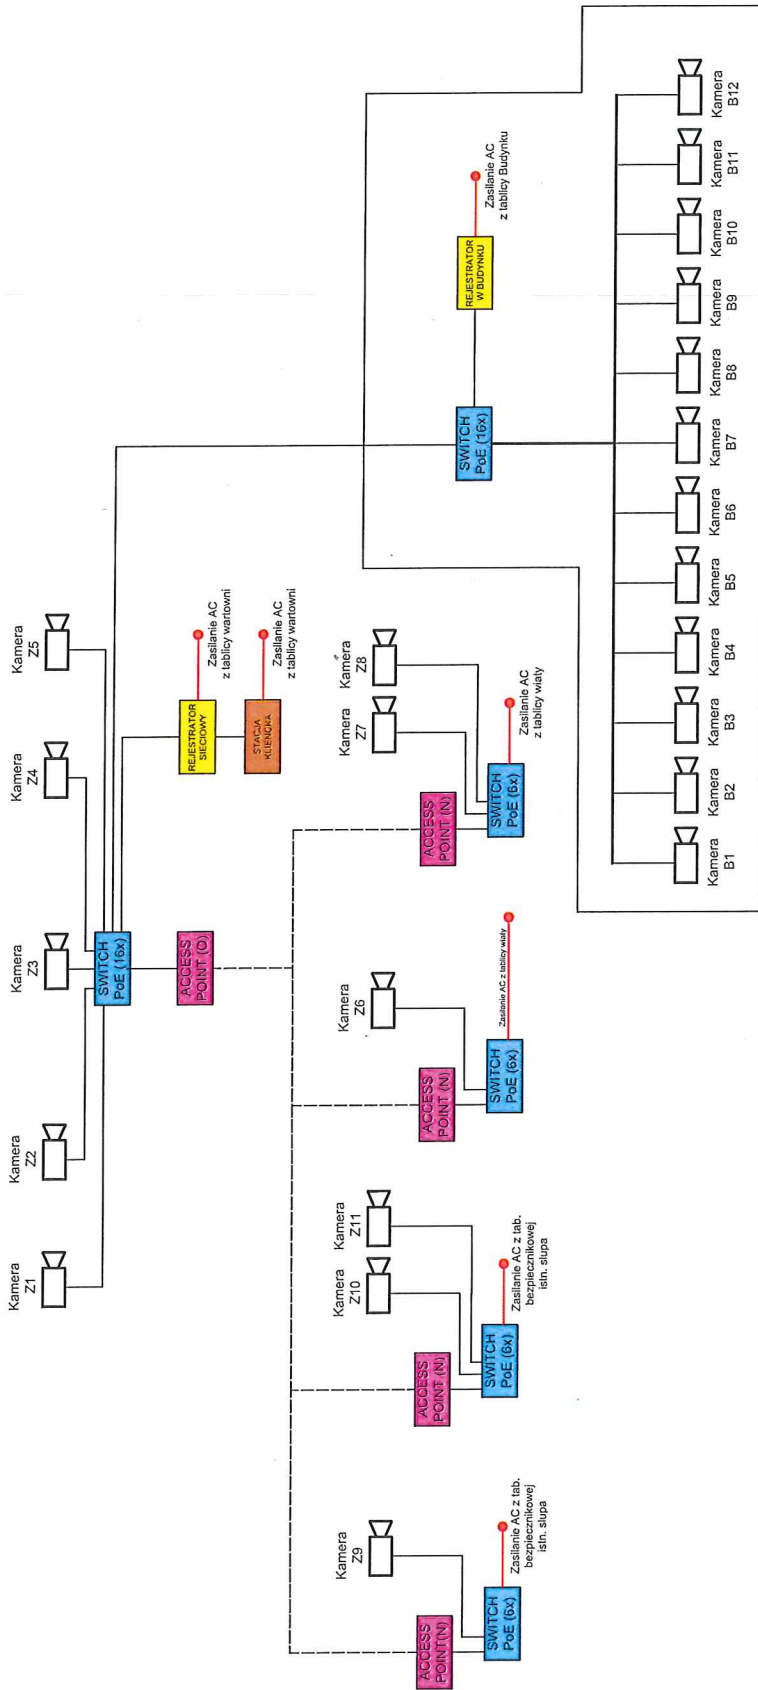 Kamera
Z1
Kamera
Z2
Kamera
Z3
Kamera
Z4
Kamera
Z5
SWITCH
PoE (16x)
ACCESS
POINT (O)
REJESTRATOR
SIECIOWY
Zasilanie AC
z tablicy wartowni
STACJA
KLIENCKA
Zasilanie AC
z tablicy wartowni
Kamera
Z9
ACCESS
POINT(N)
SWITCH
PoE (6x)
Zasilanie AC z tab.
bezpiecznikowej
istn. słupa
Kamera
Z10
Kamera
Z11
ACCESS
POINT (N)
SWITCH
PoE (6x)
Zasilanie AC z tab.
bezpiecznikowej
istn. słupa
Kamera
Z6
ACCESS
POINT (N)
SWITCH
PoE (6x)
Zasilanie AC z tablicy wiaty
Kamera
Z7
Kamera
Z8
ACCESS
POINT (N)
SWITCH
PoE (6x)
Zasilanie AC
z tablicy wiaty
SWITCH
PoE (16x)
REJESTRATOR
W BUDYNKU
Zasilanie AC
z tablicy Budynku
Kamera
B1
Kamera
B2
Kamera
B3
Kamera
B4
Kamera
B5
Kamera
B6
Kamera
B7
Kamera
B8
Kamera
B9
Kamera
B10
Kamera
B11
Kamera
B12